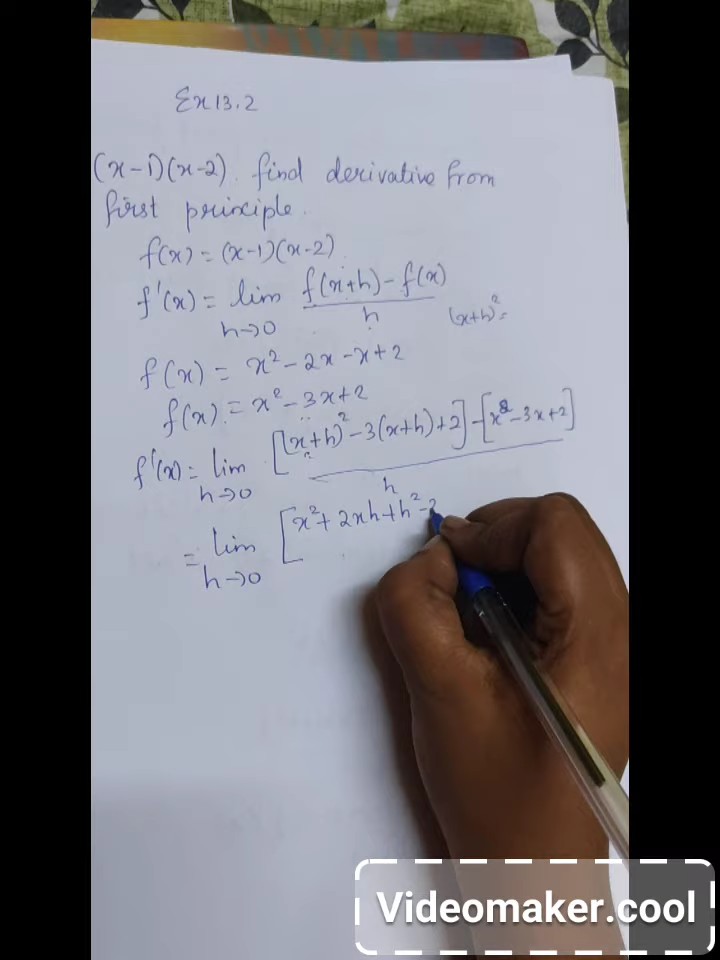 Ex 13.2
(x-1)(x-2). find derivative from
first principle.
f(x) = (x-1)(x-2)
f'(x) = lim h→0 f(x+h) - f(x) / h
(x+h)² =
f(x) = x² - 2x - x + 2
f(x) = x² - 3x + 2
f'(x) = lim h→0 [(x+h)² - 3(x+h) + 2] - [x² - 3x + 2] / h
= lim h→0 [x² + 2xh + h² -
Videomaker.cool